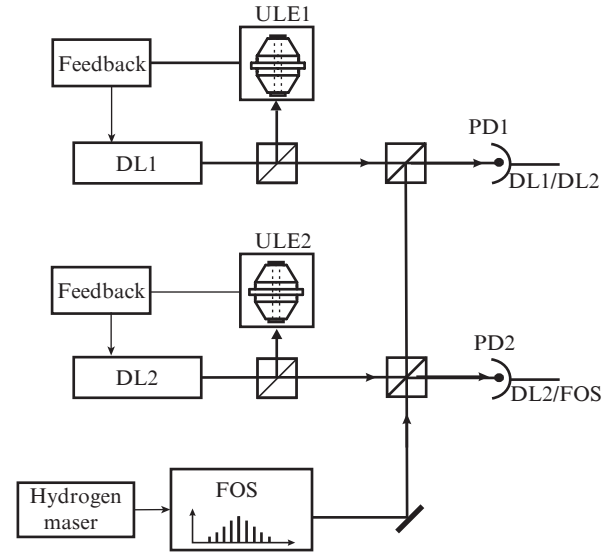 ULE1
Feedback
PD1
DL1
DL1/DL2
ULE2
Feedback
PD2
DL2
DL2/FOS
FOS
Hydrogen
maser